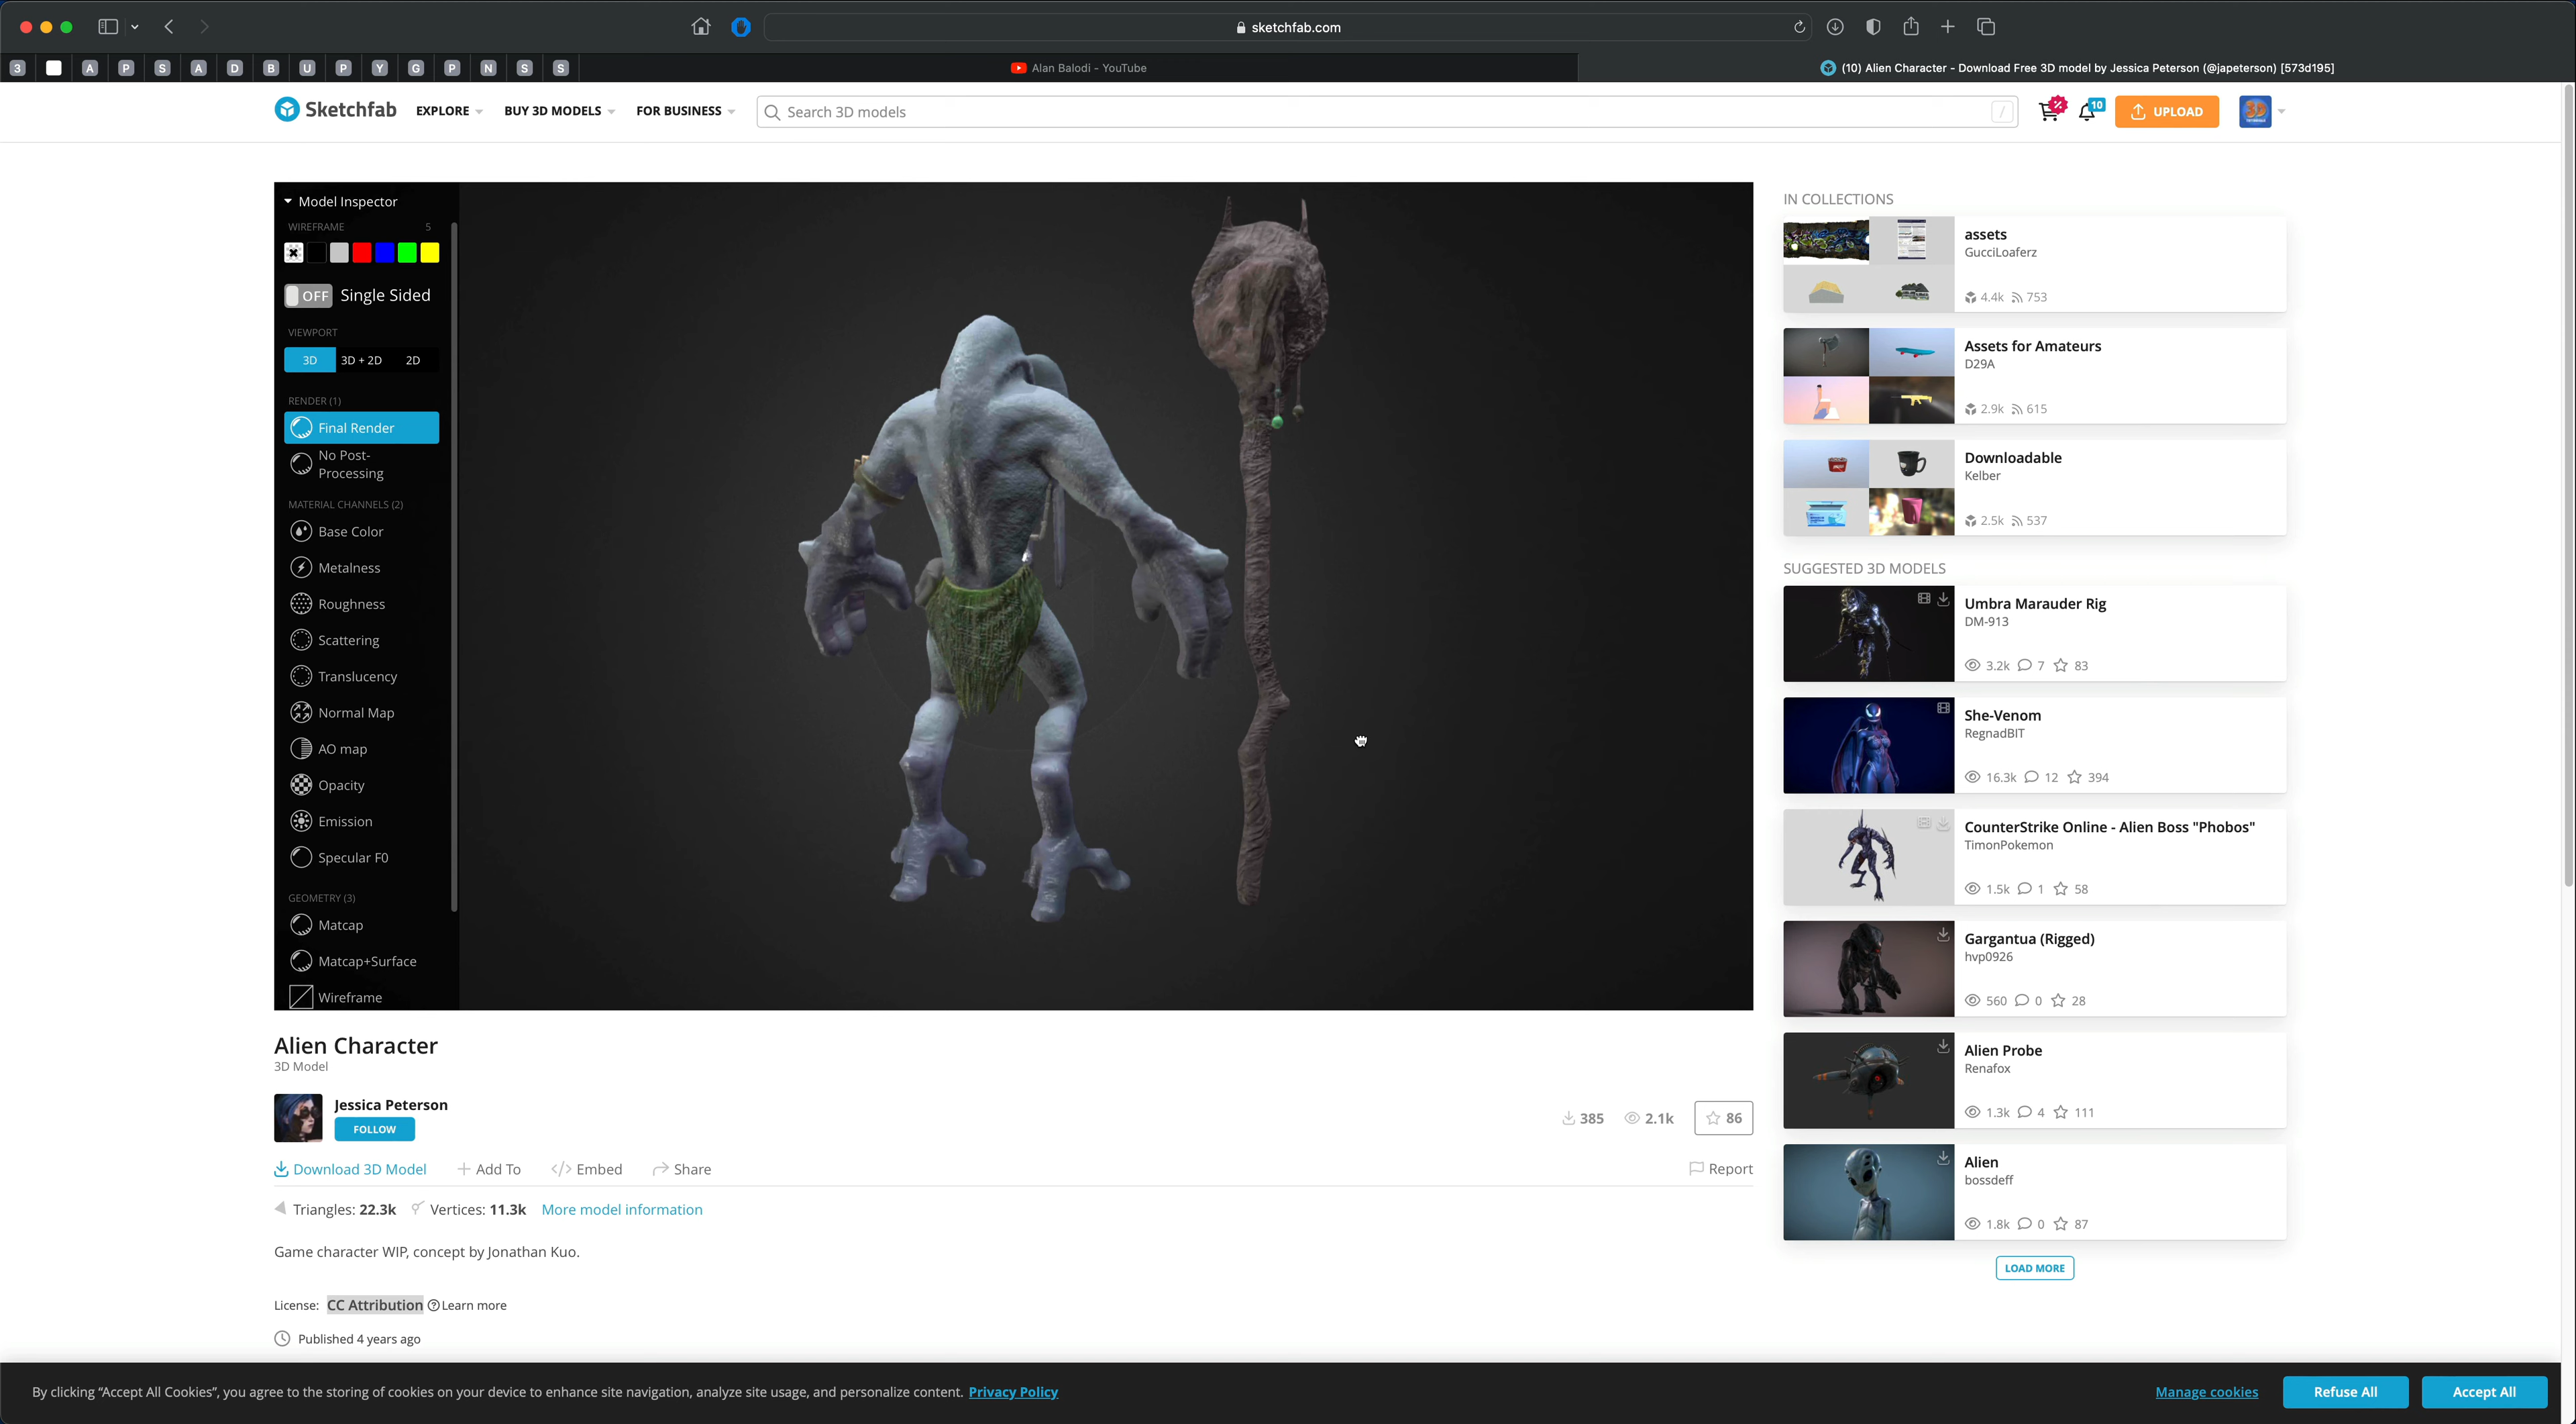 sketchfab.com
3
A
P
S
A
D
B
U
P
Y
G
P
N
S
S
Alan Balodi - YouTube
(10) Alien Character - Download Free 3D model by Jessica Peterson (@japeterson) [573d195]
Sketchfab
EXPLORE
BUY 3D MODELS
FOR BUSINESS
Search 3D models
/
%
10
UPLOAD
Model Inspector
WIREFRAME 5
OFF Single Sided
VIEWPORT
3D 3D + 2D 2D
RENDER (1)
Final Render
No Post-
Processing
MATERIAL CHANNELS (2)
Base Color
Metalness
Roughness
Scattering
Translucency
Normal Map
AO map
Opacity
Emission
Specular F0
GEOMETRY (3)
Matcap
Matcap+Surface
Wireframe
Alien Character
3D Model
Jessica Peterson
FOLLOW
385 2.1k 86
Download 3D Model Add To Embed Share Report
Triangles: 22.3k Vertices: 11.3k More model information
Game character WIP, concept by Jonathan Kuo.
License: CC Attribution Learn more
Published 4 years ago
IN COLLECTIONS
assets
GucciLoaferz
4.4k 753
Assets for Amateurs
D29A
2.9k 615
Downloadable
Kelber
2.5k 537
SUGGESTED 3D MODELS
Umbra Marauder Rig
DM-913
3.2k 7 83
She-Venom
RegnadBIT
16.3k 12 394
CounterStrike Online - Alien Boss "Phobos"
TimonPokemon
1.5k 1 58
Gargantua (Rigged)
hvp0926
560 0 28
Alien Probe
Renafox
1.3k 4 111
Alien
bossdeff
1.8k 0 87
LOAD MORE
By clicking “Accept All Cookies”, you agree to the storing of cookies on your device to enhance site navigation, analyze site usage, and personalize content. Privacy Policy
Manage cookies Refuse All Accept All